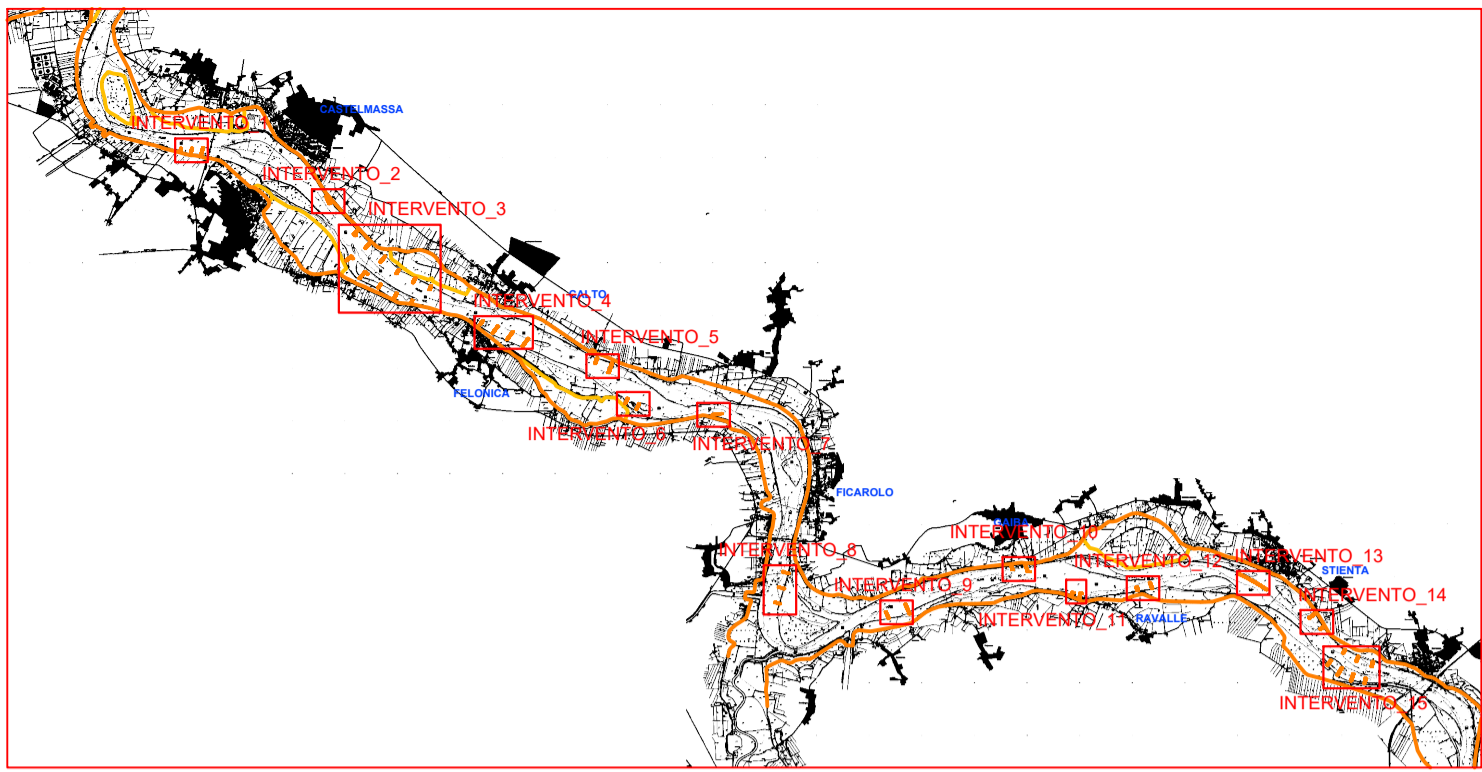 CASTELMASSA
INTERVENTO_1
INTERVENTO_2
INTERVENTO_3
CALTO
INTERVENTO_4
INTERVENTO_5
FELONICA
INTERVENTO_6
INTERVENTO_7
FICAROLO
GAIBA
INTERVENTO_10
INTERVENTO_8
INTERVENTO_13
INTERVENTO_12
STIENTA
INTERVENTO_9
INTERVENTO_14
INTERVENTO_11
RAVALLE
INTERVENTO_15